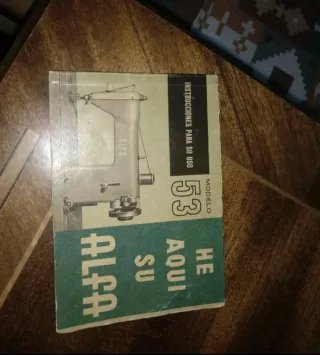 INSTRUCCIONES PARA SU USO
MODELO
53
HE
AQUI
SU
ALFA